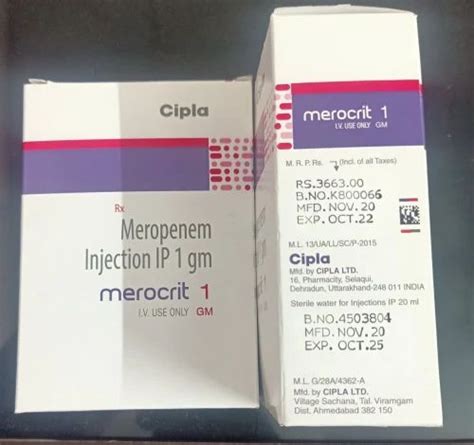 Cipla
Rx
Meropenem
Injection IP 1 gm
merocrit 1
I.V. USE ONLY GM
merocrit 1
I.V. USE ONLY GM
M. R. P. Rs. (Incl. of all Taxes)
RS.3663.00
B.NO.K800066
MFD. NOV. 20
EXP. OCT. 22
M.L. 13/UA/LL/SC/P-2015
Cipla
Mfd. by CIPLA LTD.
16, Pharmacity, Selaqui,
Dehradun, Uttarakhand-248 011 INDIA
Sterile water for Injections IP 20 ml
B.NO.4503804
MFD. NOV. 20
EXP. OCT.25
M.L. G/28A/4362-A
Mfd. by CIPLA LTD.
Village Sachana, Tal. Viramgam
Dist. Ahmedabad 382 150